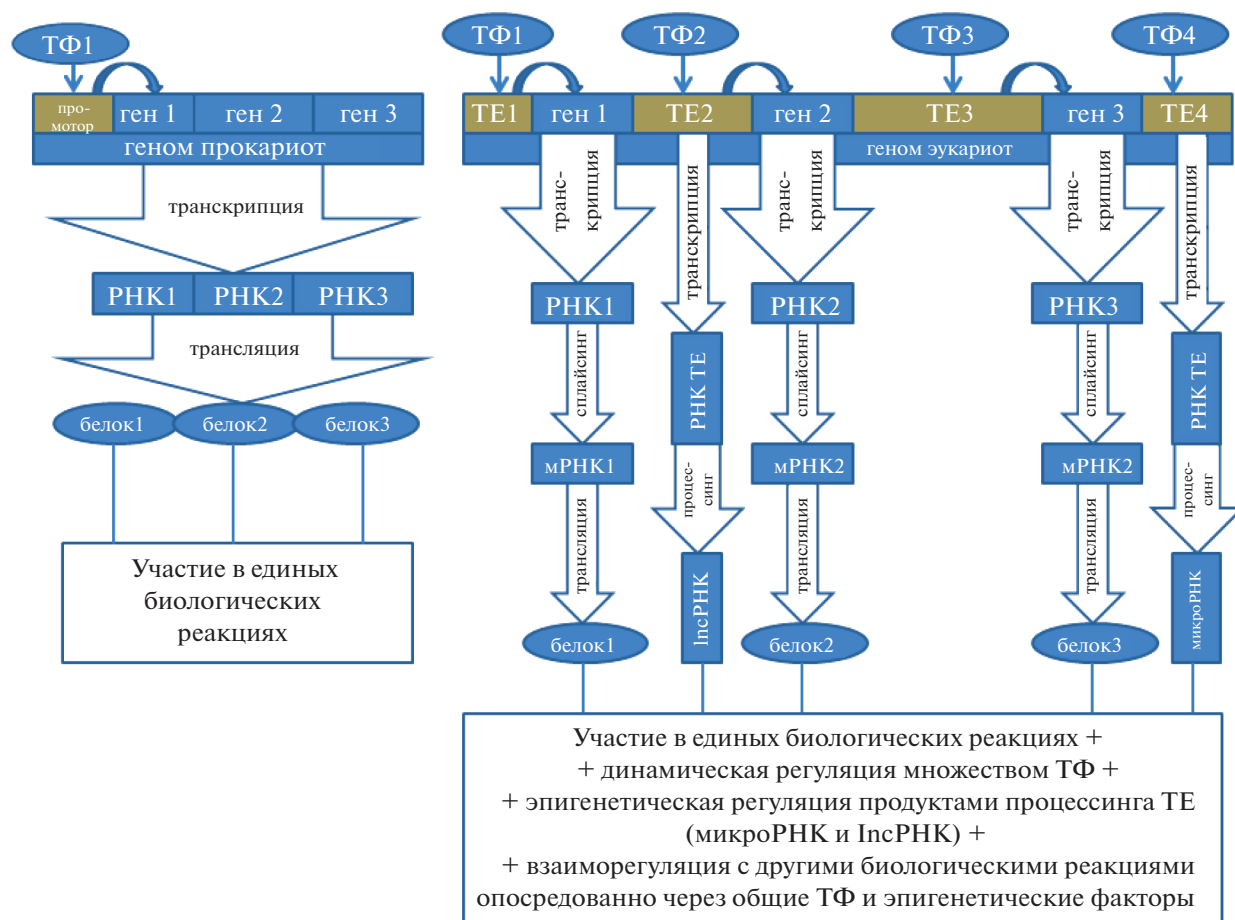 ТФ1
про-
мотор
ген 1
ген 2
ген 3
геном прокариот
транскрипция
РНК1
РНК2
РНК3
трансляция
белок1
белок2
белок3
Участие в единых
биологических
реакциях
ТФ1
ТФ2
ТФ3
ТФ4
ТЕ1
ген 1
ТЕ2
ген 2
ТЕ3
ген 3
ТЕ4
геном эукариот
транс-
крипция
транскрипция
транс-
крипция
транс-
крипция
транскрипция
РНК1
РНК2
РНК3
сплайсинг
РНК ТЕ
сплайсинг
сплайсинг
РНК ТЕ
мРНК1
мРНК2
мРНК2
трансляция
процес-
синг
трансляция
трансляция
процес-
синг
белок1
lncРНК
белок2
белок3
микроРНК
Участие в единых биологических реакциях +
+ динамическая регуляция множеством ТФ +
+ эпигенетическая регуляция продуктами процессинга ТЕ
(микроРНК и lncРНК) +
+ взаиморегуляция с другими биологическими реакциями
опосредованно через общие ТФ и эпигенетические факторы